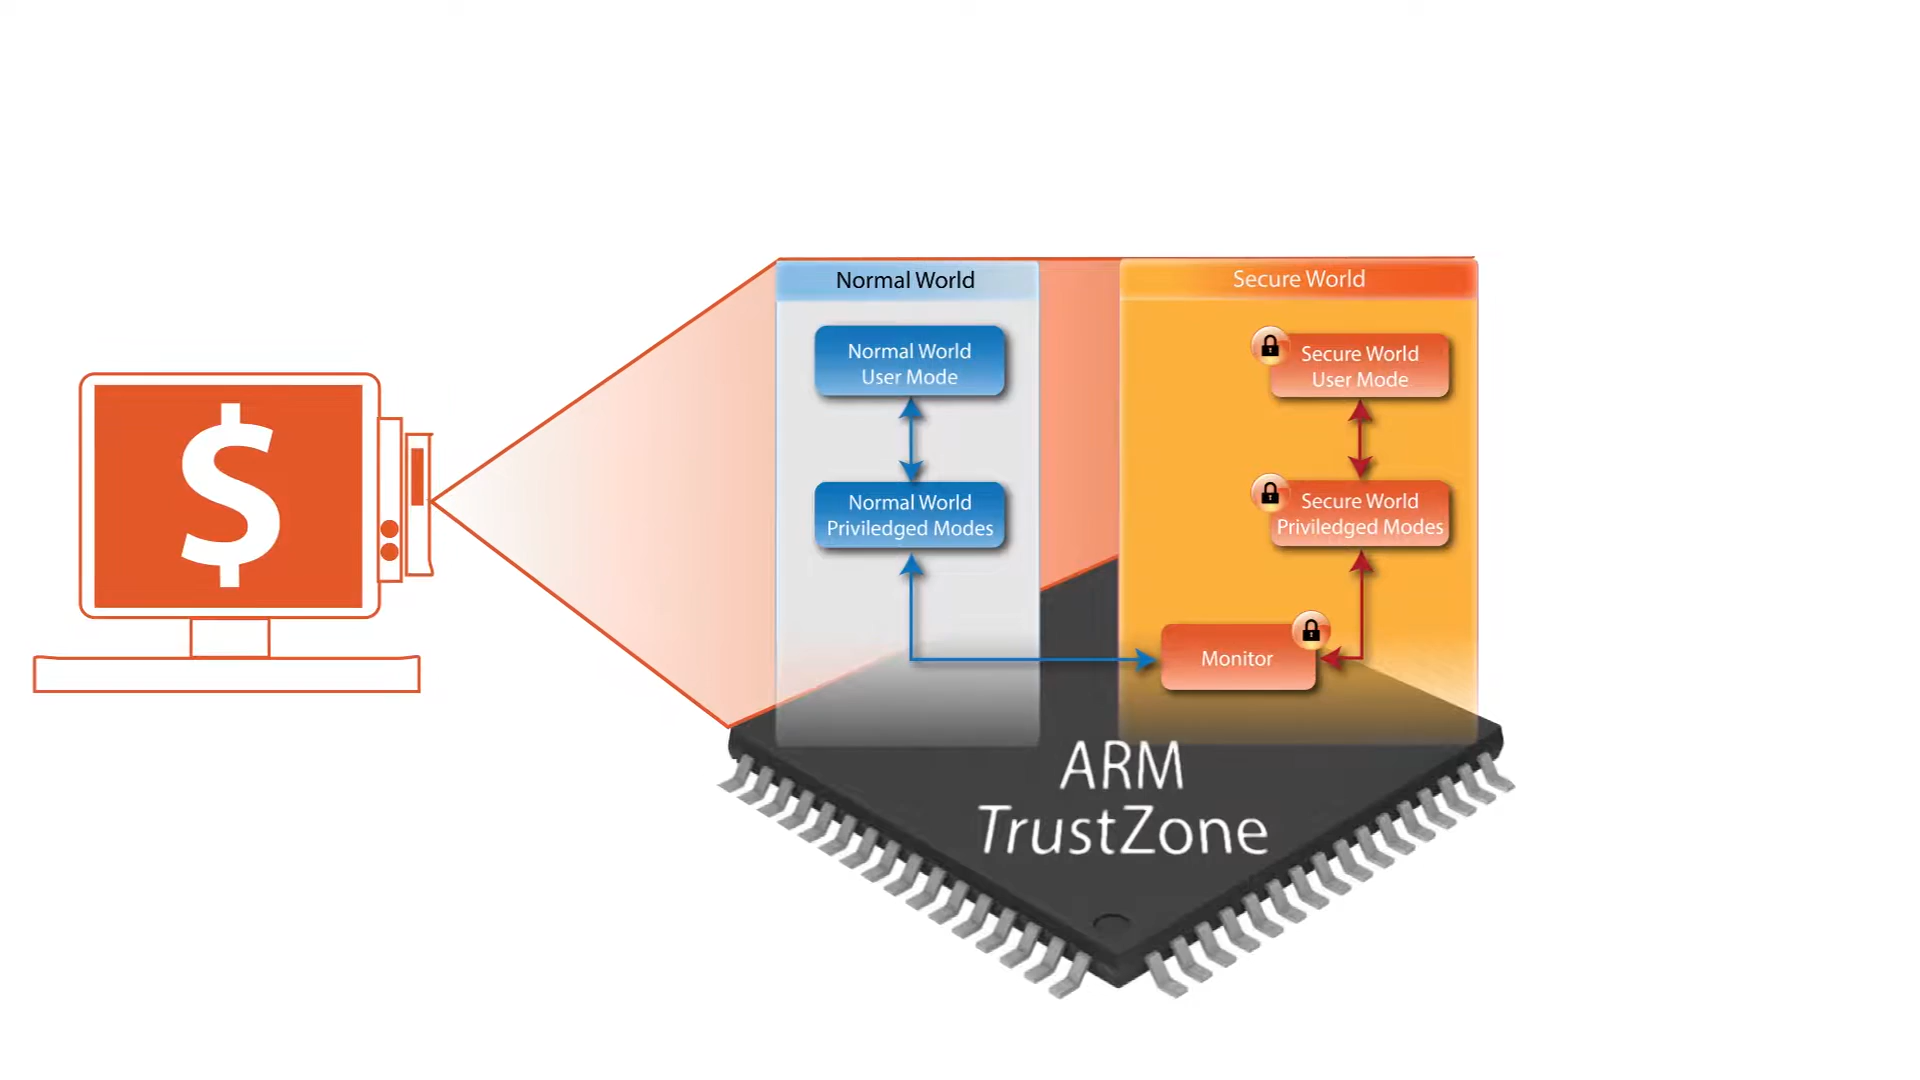 $
Normal World
Normal World
User Mode
Normal World
Priviledged Modes
Secure World
Secure World
User Mode
Secure World
Priviledged Modes
Monitor
ARM
TrustZone